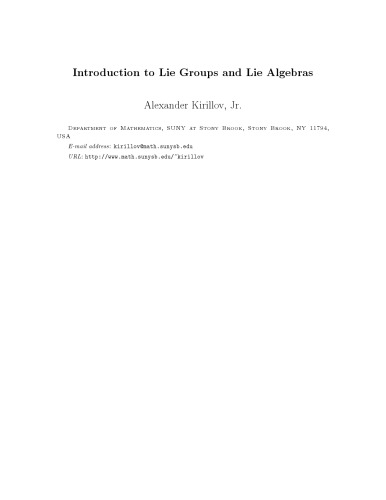 Introduction to Lie Groups and Lie Algebras
Alexander Kirillov, Jr.
Department of Mathematics, SUNY at Stony Brook, Stony Brook, NY 11794,
USA
E-mail address: kirillov@math.sunysb.edu
URL: http://www.math.sunysb.edu/~kirillov